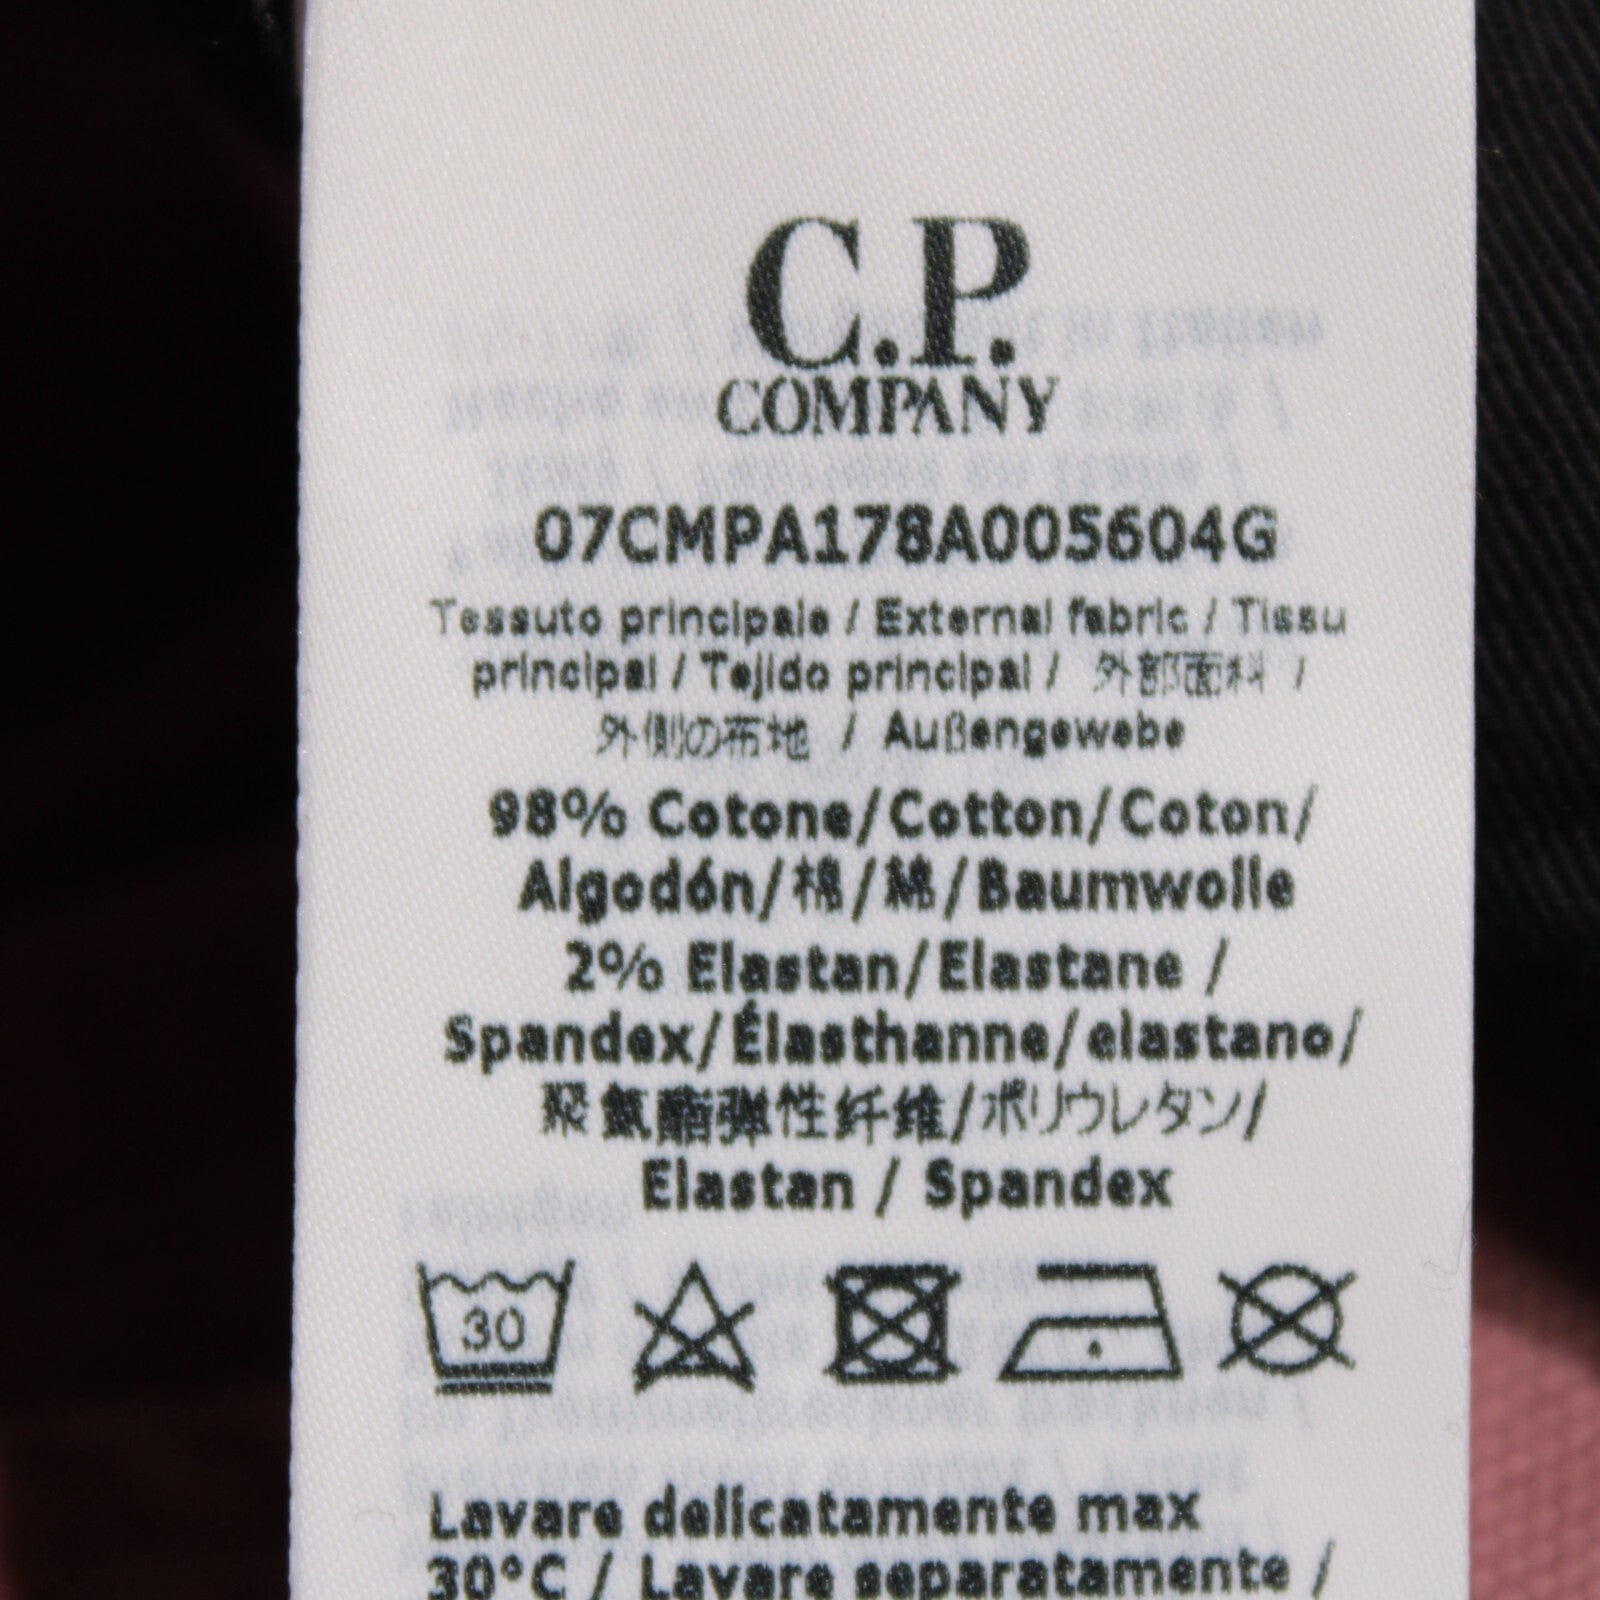 C.P.
COMPANY
07CMPA178A005604G
Tessuto principale / External fabric / Tissu
principal / Tejido principal / 外部面料 /
外側の布地 / Außengewebe
98% Cotone/Cotton/Coton/
Algodón/棉/綿/Baumwolle
2% Elastan/Elastane /
Spandex/Élasthanne/elastano/
聚氨酯弹性纤维/ポリウレタン/
Elastan / Spandex
30
Lavare delicatamente max
30°C / Lavare separatamente /